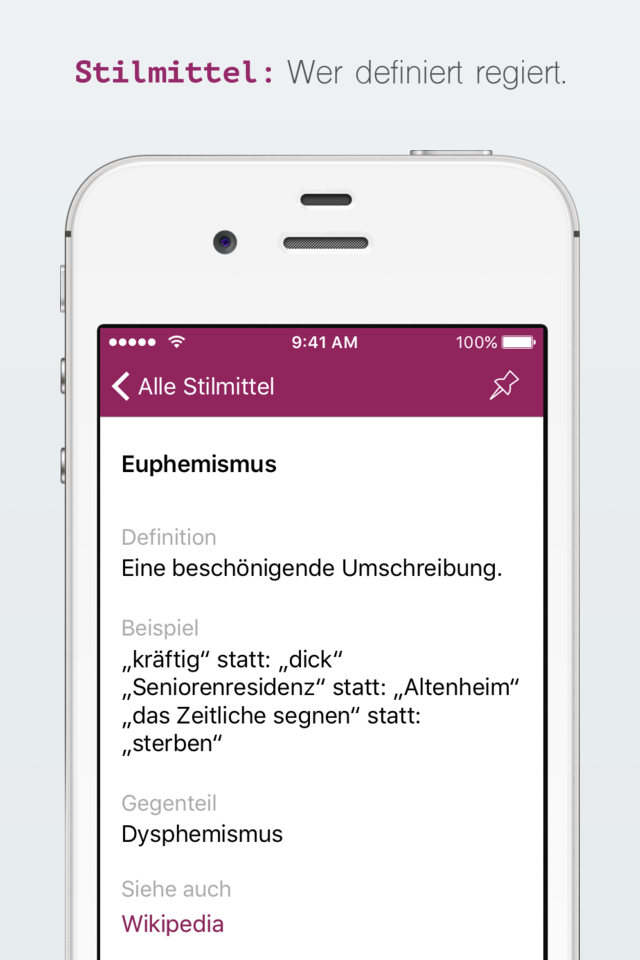 Stilmittel: Wer definiert regiert.
9:41 AM 100%
Alle Stilmittel
Euphemismus
Definition
Eine beschönigende Umschreibung.
Beispiel
„kräftig“ statt: „dick“
„Seniorenresidenz“ statt: „Altenheim“
„das Zeitliche segnen“ statt:
„sterben“
Gegenteil
Dysphemismus
Siehe auch
Wikipedia